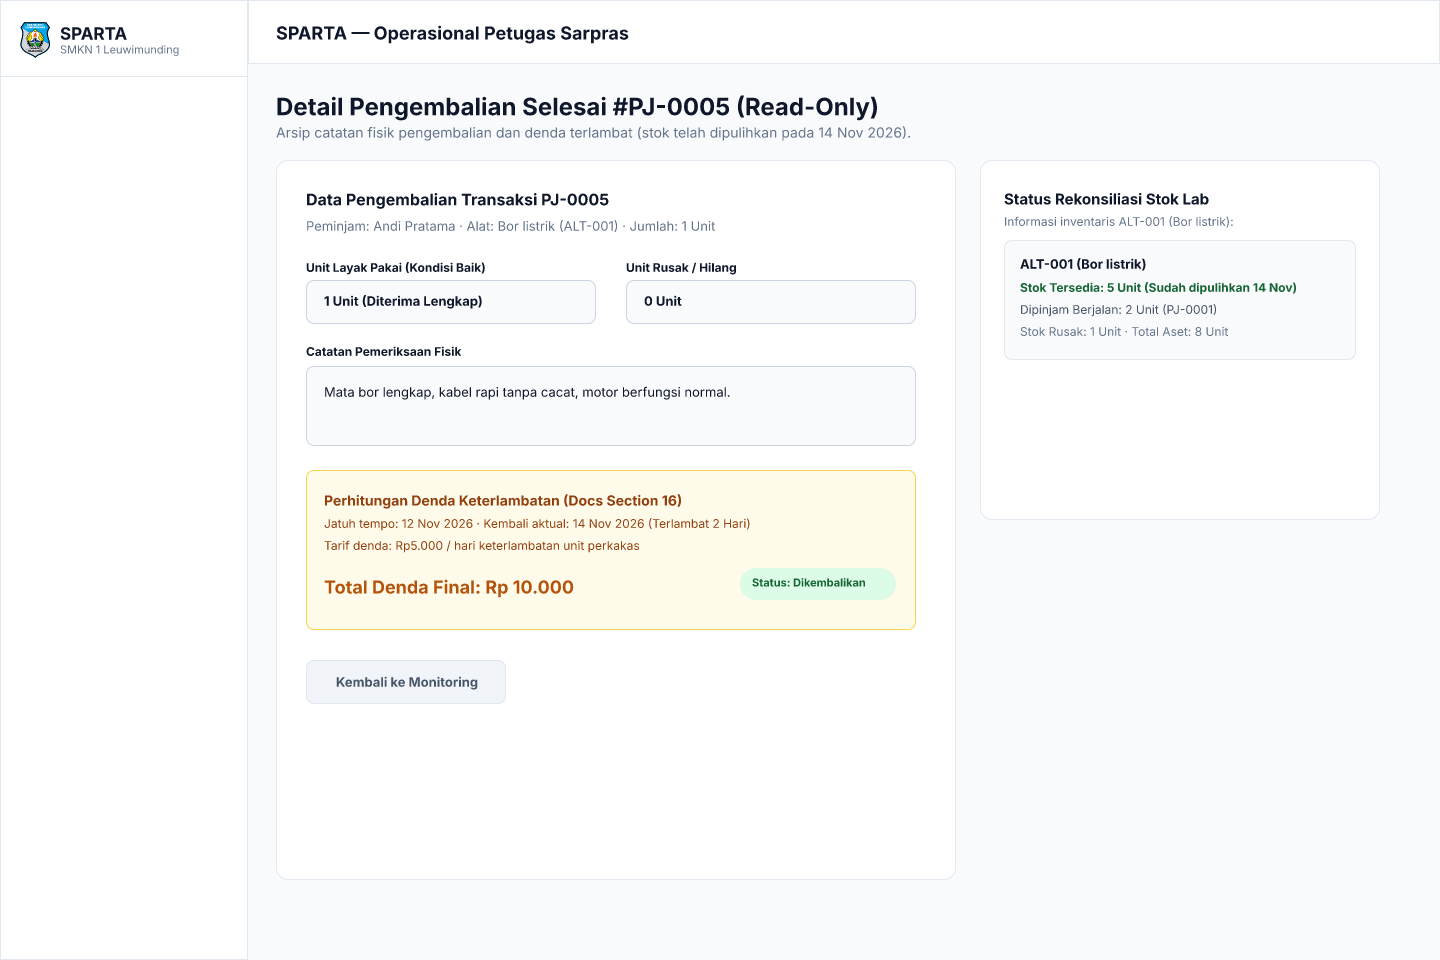 SPARTA
SMKN 1 Leuwimunding
SPARTA — Operasional Petugas Sarpras
Detail Pengembalian Selesai #PJ-0005 (Read-Only)
Arsip catatan fisik pengembalian dan denda terlambat (stok telah dipulihkan pada 14 Nov 2026).
Data Pengembalian Transaksi PJ-0005
Peminjam: Andi Pratama · Alat: Bor listrik (ALT-001) · Jumlah: 1 Unit
Unit Layak Pakai (Kondisi Baik)
1 Unit (Diterima Lengkap)
Unit Rusak / Hilang
0 Unit
Catatan Pemeriksaan Fisik
Mata bor lengkap, kabel rapi tanpa cacat, motor berfungsi normal.
Perhitungan Denda Keterlambatan (Docs Section 16)
Jatuh tempo: 12 Nov 2026 · Kembali aktual: 14 Nov 2026 (Terlambat 2 Hari)
Tarif denda: Rp5.000 / hari keterlambatan unit perkakas
Total Denda Final: Rp 10.000
Status: Dikembalikan
Kembali ke Monitoring
Status Rekonsiliasi Stok Lab
Informasi inventaris ALT-001 (Bor listrik):
ALT-001 (Bor listrik)
Stok Tersedia: 5 Unit (Sudah dipulihkan 14 Nov)
Dipinjam Berjalan: 2 Unit (PJ-0001)
Stok Rusak: 1 Unit · Total Aset: 8 Unit